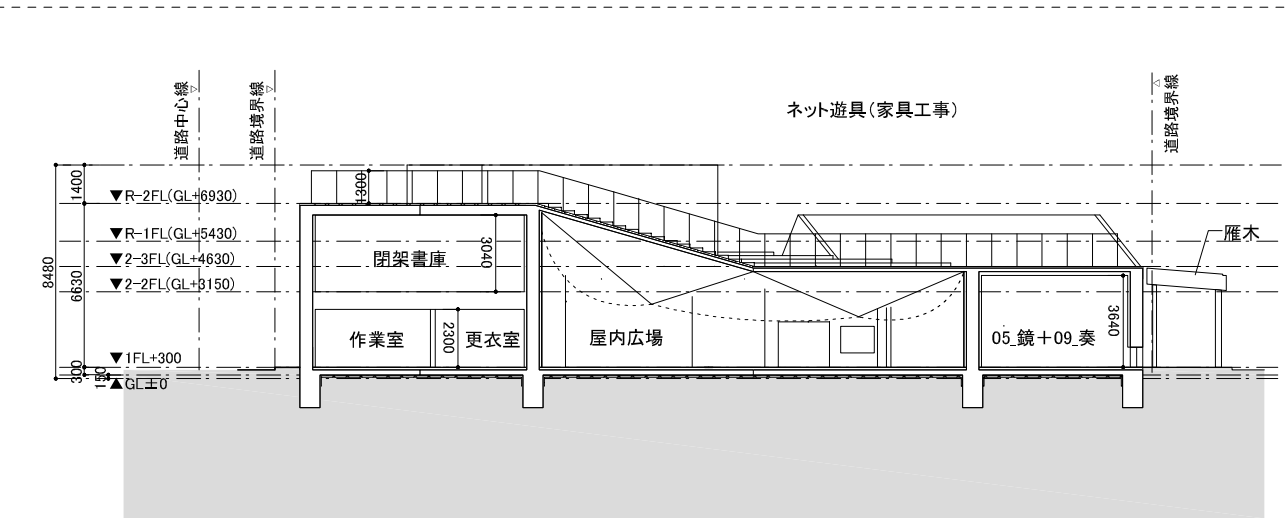 ネット遊具(家具工事)
道路中心線
道路境界線
道路境界線
1400
1300
▼R-2FL(GL+6930)
▼R-1FL(GL+5430)
雁木
3040
閉架書庫
▼2-3FL(GL+4630)
8480
6630
▼2-2FL(GL+3150)
3640
作業室
2300
更衣室
屋内広場
05_鏡+09_奏
▼1FL+300
300
150
▲GL±0